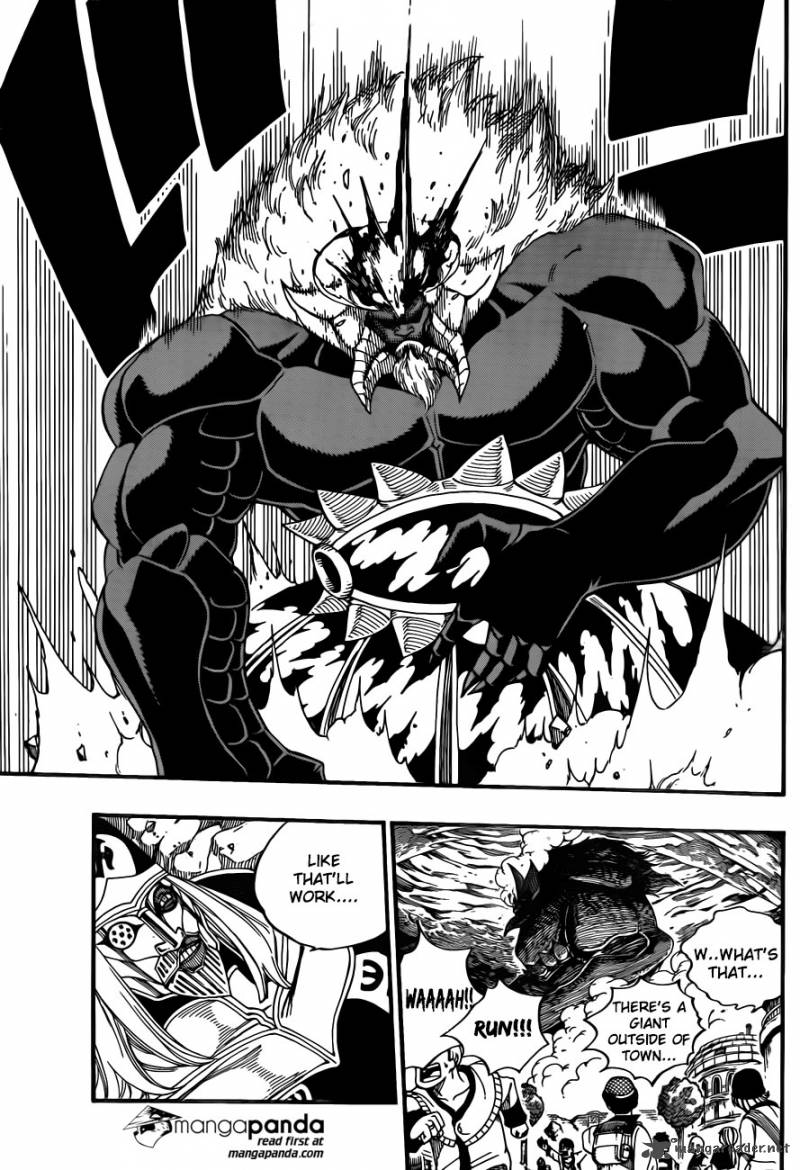 LIKE
THAT'LL
WORK....
W..WHAT'S
THAT...
WAAAAH!!
RUN!!!
THERE'S A
GIANT
OUTSIDE OF
TOWN...
mangapanda
read first at
mangapanda.com
mangareader.net